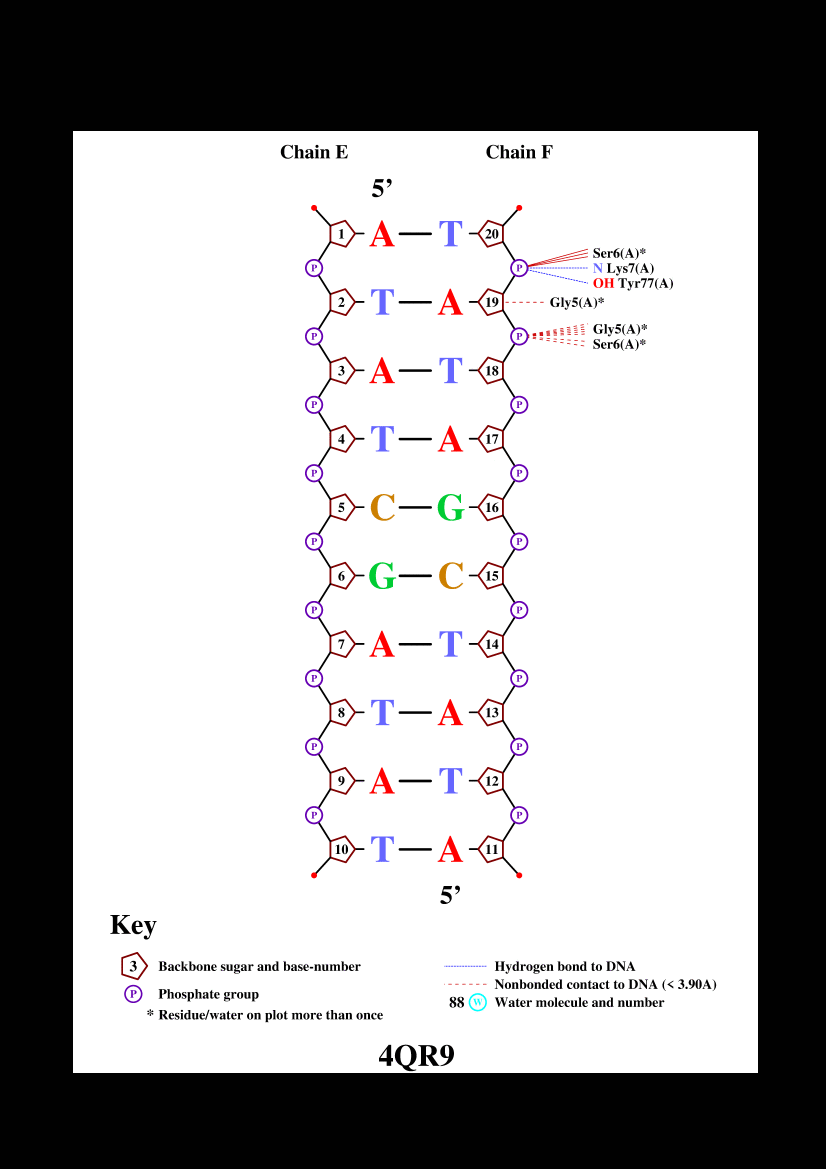 Chain E Chain F
5’
1 A T 20
P P Ser6(A)*
N Lys7(A)
OH Tyr77(A)
2 T A 19 Gly5(A)*
P P Gly5(A)*
Ser6(A)*
3 A T 18
P P
4 T A 17
P P
5 C G 16
P P
6 G C 15
P P
7 A T 14
P P
8 T A 13
P P
9 A T 12
P P
10 T A 11
5’
Key
3 Backbone sugar and base-number
P Phosphate group
* Residue/water on plot more than once
Hydrogen bond to DNA
Nonbonded contact to DNA (< 3.90A)
88 W Water molecule and number
4QR9